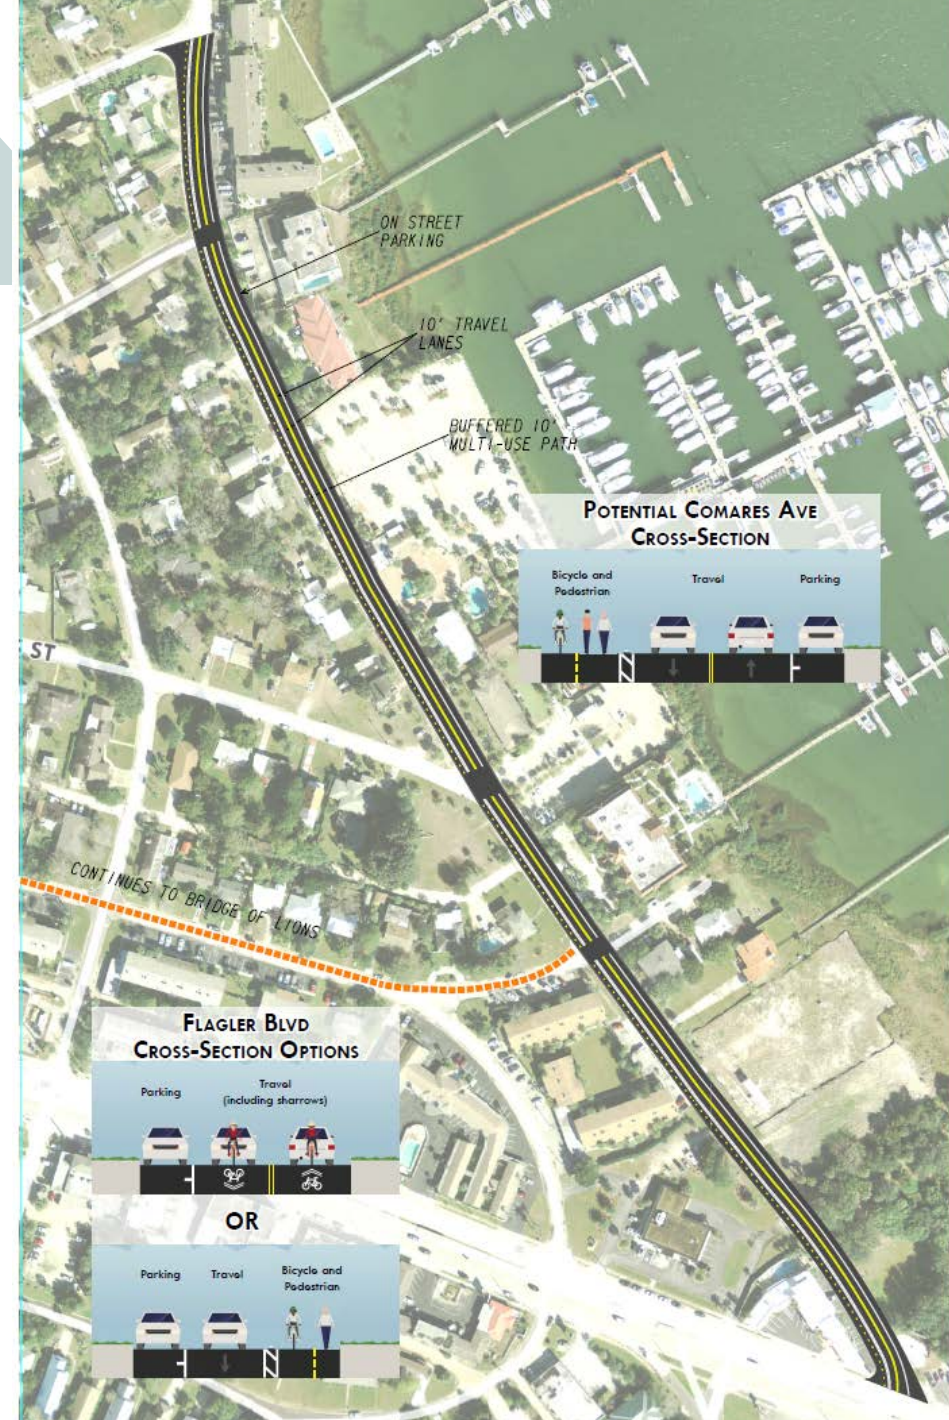 ON STREET
PARKING
10' TRAVEL
LANES
BUFFERED 10'
MULTI-USE PATH
POTENTIAL COMARES AVE
CROSS-SECTION
Bicycle and
Pedestrian
Travel
Parking
ST
CONTINUES TO BRIDGE OF LIONS
FLAGLER BLVD
CROSS-SECTION OPTIONS
Parking
Travel
(including sharrows)
OR
Parking
Travel
Bicycle and
Pedestrian